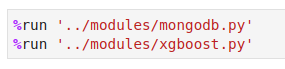 %run '../modules/mongodb.py'
%run '../modules/xgboost.py'